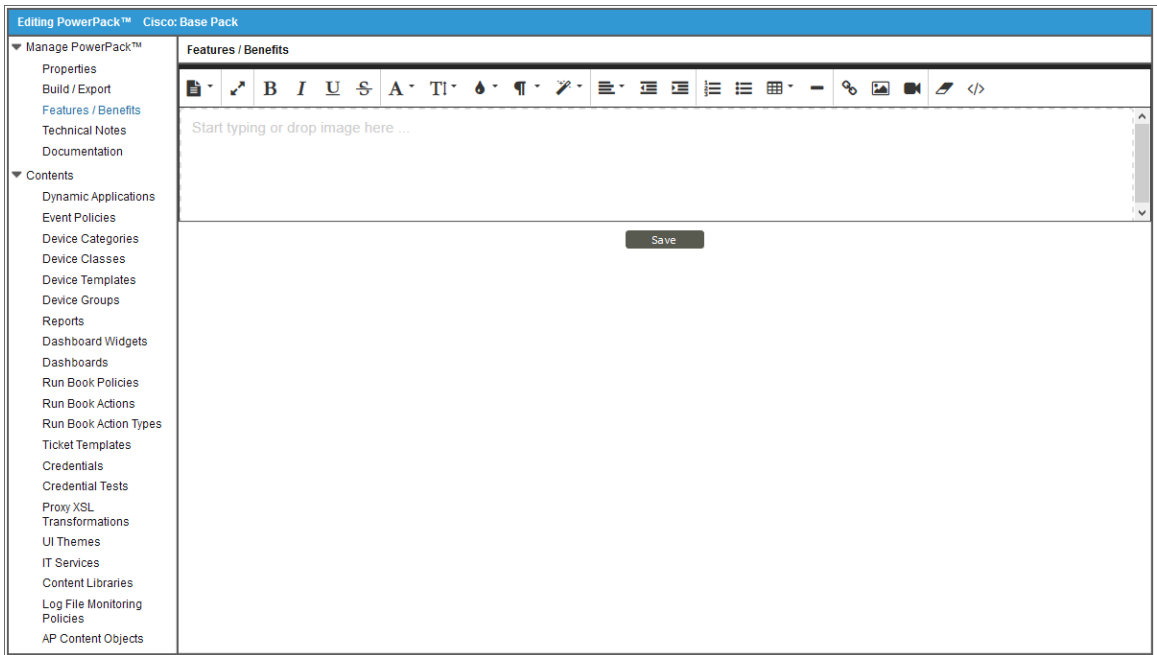 Editing PowerPack™ Cisco: Base Pack
Manage PowerPack™
Properties
Build / Export
Features / Benefits
Technical Notes
Documentation
Contents
Dynamic Applications
Event Policies
Device Categories
Device Classes
Device Templates
Device Groups
Reports
Dashboard Widgets
Dashboards
Run Book Policies
Run Book Actions
Run Book Action Types
Ticket Templates
Credentials
Credential Tests
Proxy XSL
Transformations
UI Themes
IT Services
Content Libraries
Log File Monitoring
Policies
AP Content Objects
Features / Benefits
B I U S A T
Start typing or drop image here ...
Save